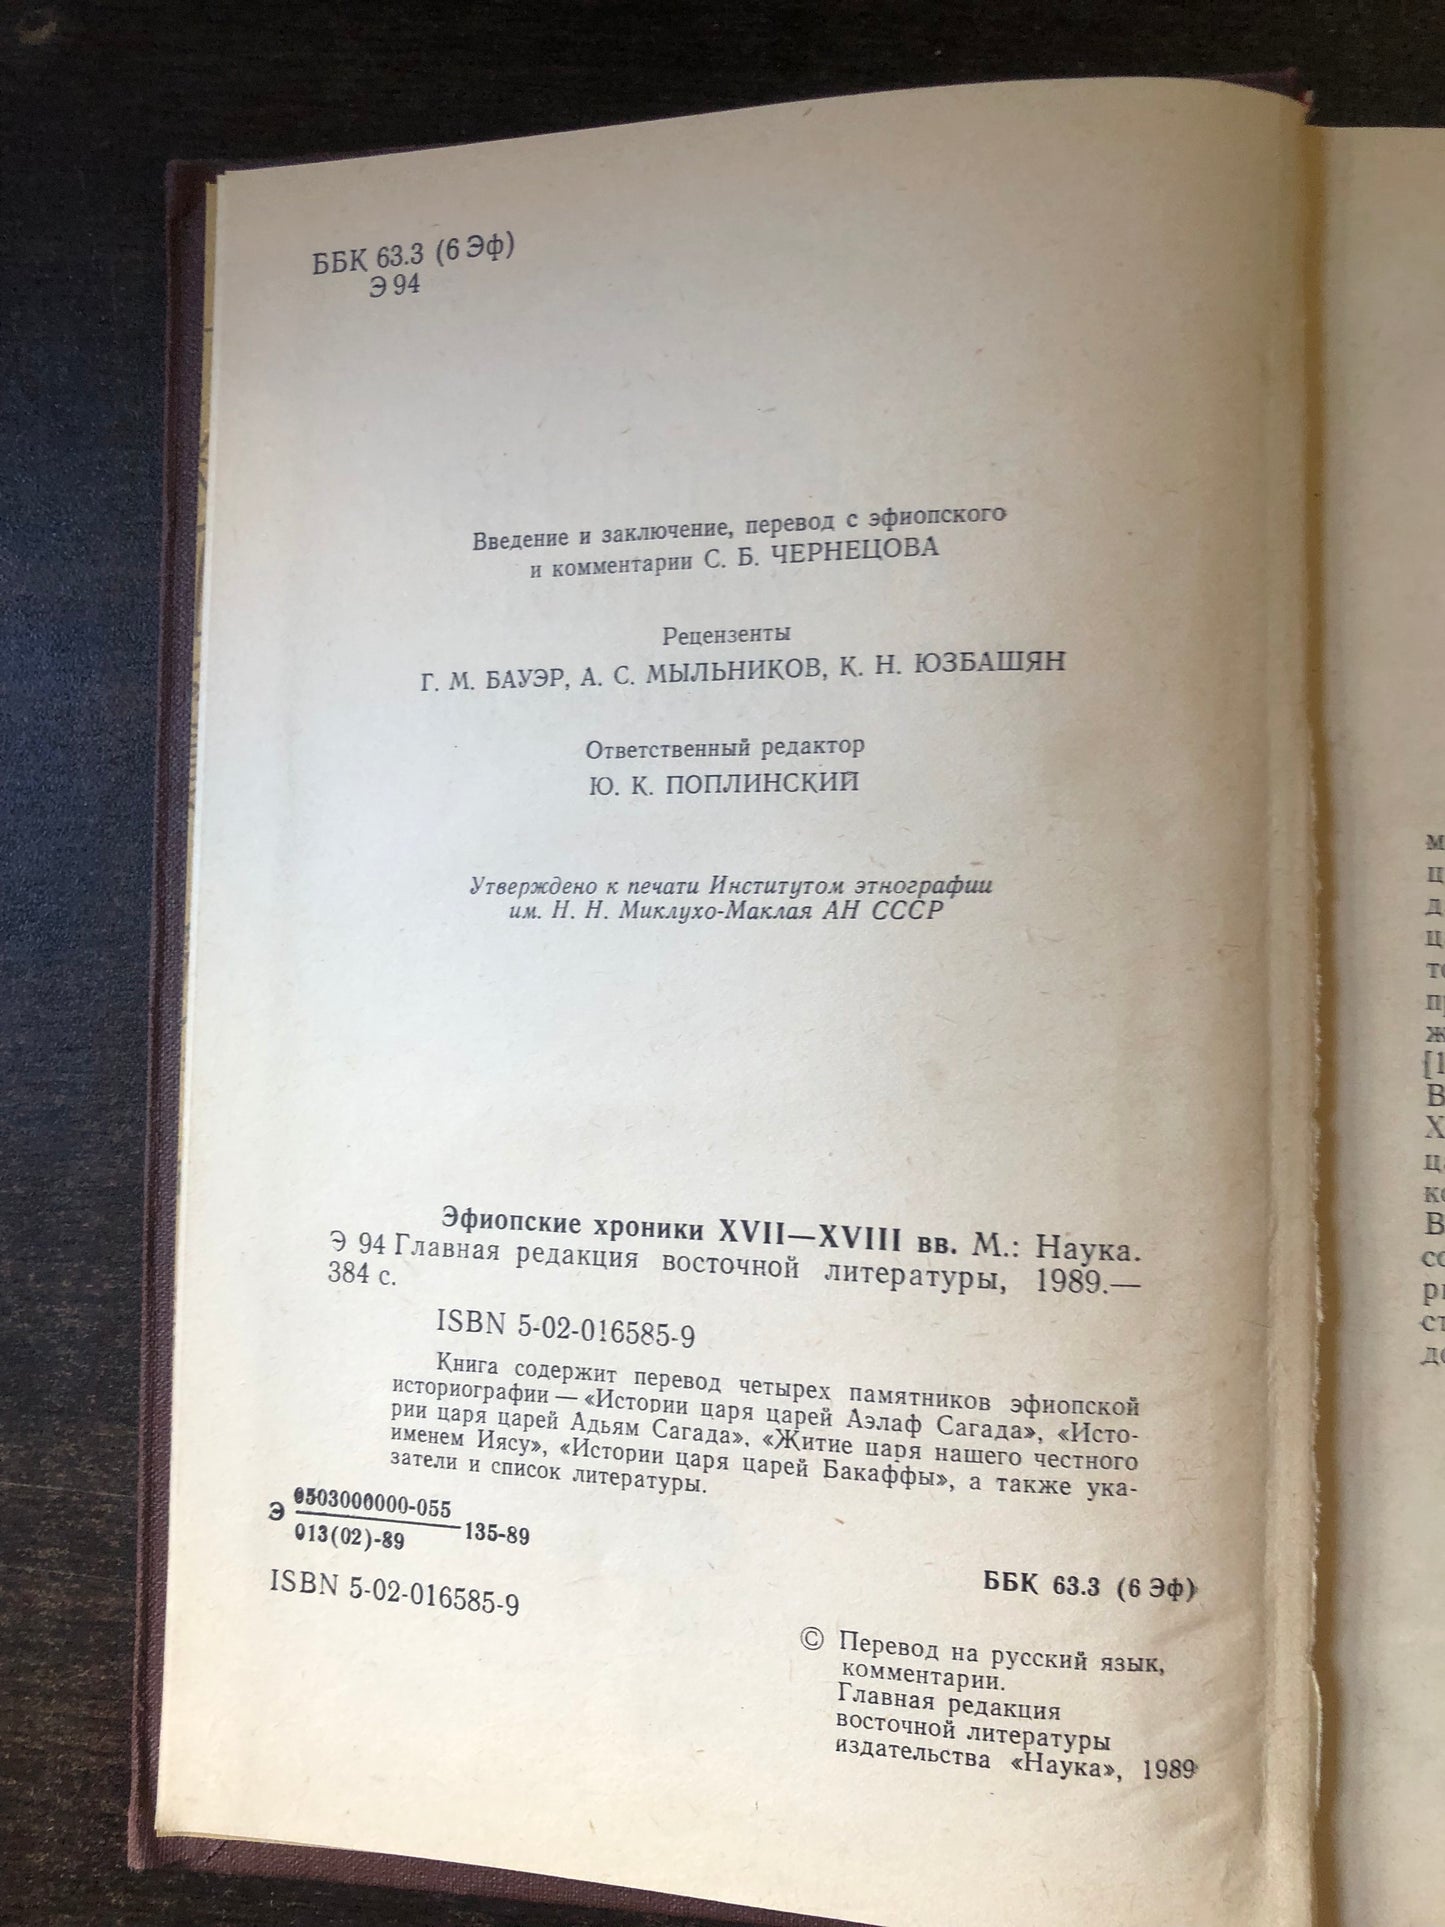 ББК 63.3 (6 Эф)
Э 94
Введение и заключение, перевод с эфиопского
и комментарии С. Б. ЧЕРНЕЦОВА
Рецензенты
Г. М. БАУЭР, А. С. МЫЛЬНИКОВ, К. Н. ЮЗБАШЯН
Ответственный редактор
Ю. К. ПОПЛИНСКИЙ
Утверждено к печати Институтом этнографии
им. Н. Н. Миклухо-Маклая АН СССР
Эфиопские хроники XVII—XVIII вв. М.: Наука.
Э 94 Главная редакция восточной литературы, 1989.—
384 с.
ISBN 5-02-016585-9
Книга содержит перевод четырех памятников эфиопской
историографии — «Истории царя царей Аэлаф Сагада», «Исто-
рии царя царей Адьям Сагада», «Житие царя нашего честного
именем Иясу», «Истории царя царей Бакаффы», а также ука-
затели и список литературы.
Э 0503000000-055
013(02)-89 135-89
ISBN 5-02-016585-9
ББК 63.3 (6 Эф)
© Перевод на русский язык,
комментарии.
Главная редакция
восточной литературы
издательства «Наука», 1989